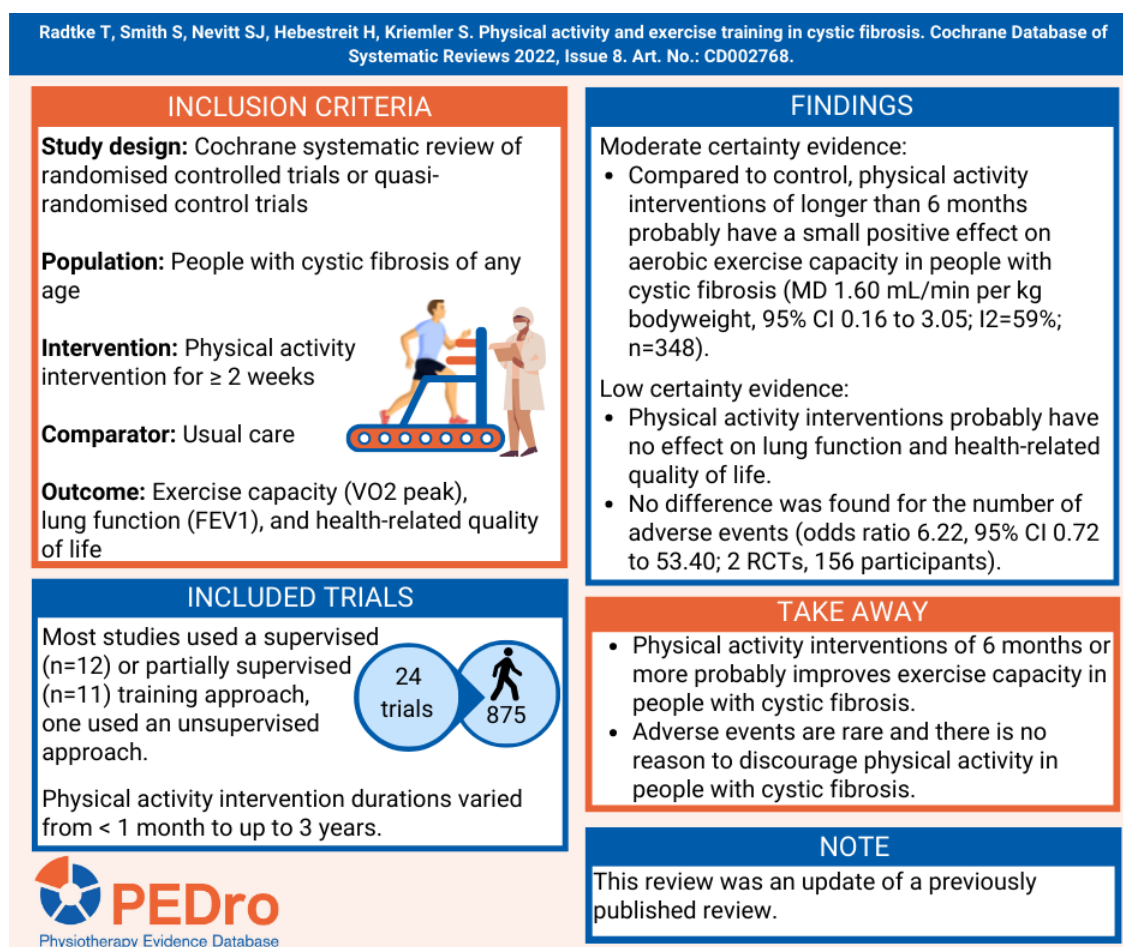 Radtke T, Smith S, Nevitt SJ, Hebestreit H, Kriemler S. Physical activity and exercise training in cystic fibrosis. Cochrane Database of
Systematic Reviews 2022, Issue 8. Art. No.: CD002768.
INCLUSION CRITERIA
Study design: Cochrane systematic review of
randomised controlled trials or quasi-
randomised control trials
Population: People with cystic fibrosis of any
age
Intervention: Physical activity
intervention for ≥ 2 weeks
Comparator: Usual care
Outcome: Exercise capacity (VO2 peak),
lung function (FEV1), and health-related quality
of life
INCLUDED TRIALS
Most studies used a supervised
(n=12) or partially supervised
(n=11) training approach,
one used an unsupervised
approach.
24
trials
875
Physical activity intervention durations varied
from < 1 month to up to 3 years.
PEDro
Physiotherapy Evidence Database
FINDINGS
Moderate certainty evidence:
• Compared to control, physical activity
interventions of longer than 6 months
probably have a small positive effect on
aerobic exercise capacity in people with
cystic fibrosis (MD 1.60 mL/min per kg
bodyweight, 95% CI 0.16 to 3.05; I2=59%;
n=348).
Low certainty evidence:
• Physical activity interventions probably have
no effect on lung function and health-related
quality of life.
• No difference was found for the number of
adverse events (odds ratio 6.22, 95% CI 0.72
to 53.40; 2 RCTs, 156 participants).
TAKE AWAY
• Physical activity interventions of 6 months or
more probably improves exercise capacity in
people with cystic fibrosis.
• Adverse events are rare and there is no
reason to discourage physical activity in
people with cystic fibrosis.
NOTE
This review was an update of a previously
published review.